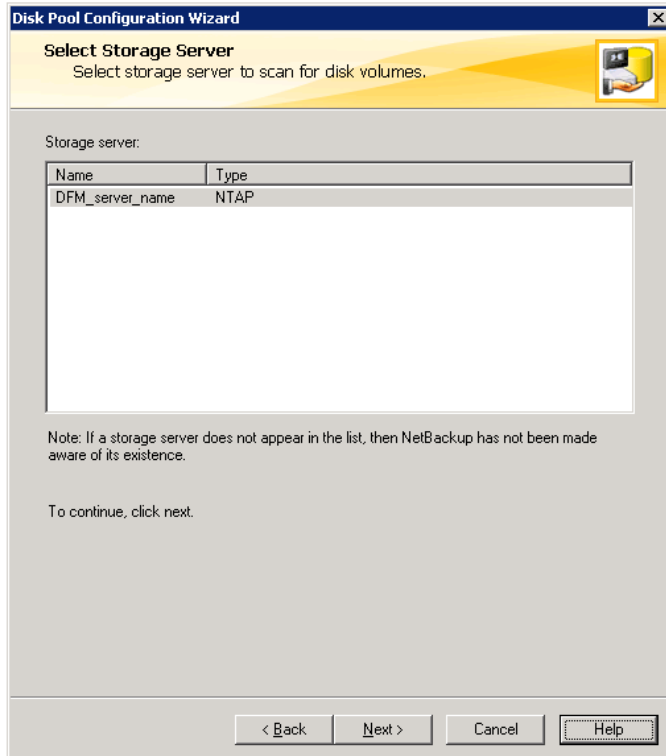 Disk Pool Configuration Wizard
Select Storage Server
Select storage server to scan for disk volumes.
Storage server:
Name Type
DFM_server_name NTAP
Note: If a storage server does not appear in the list, then NetBackup has not been made
aware of its existence.
To continue, click next.
< Back Next > Cancel Help